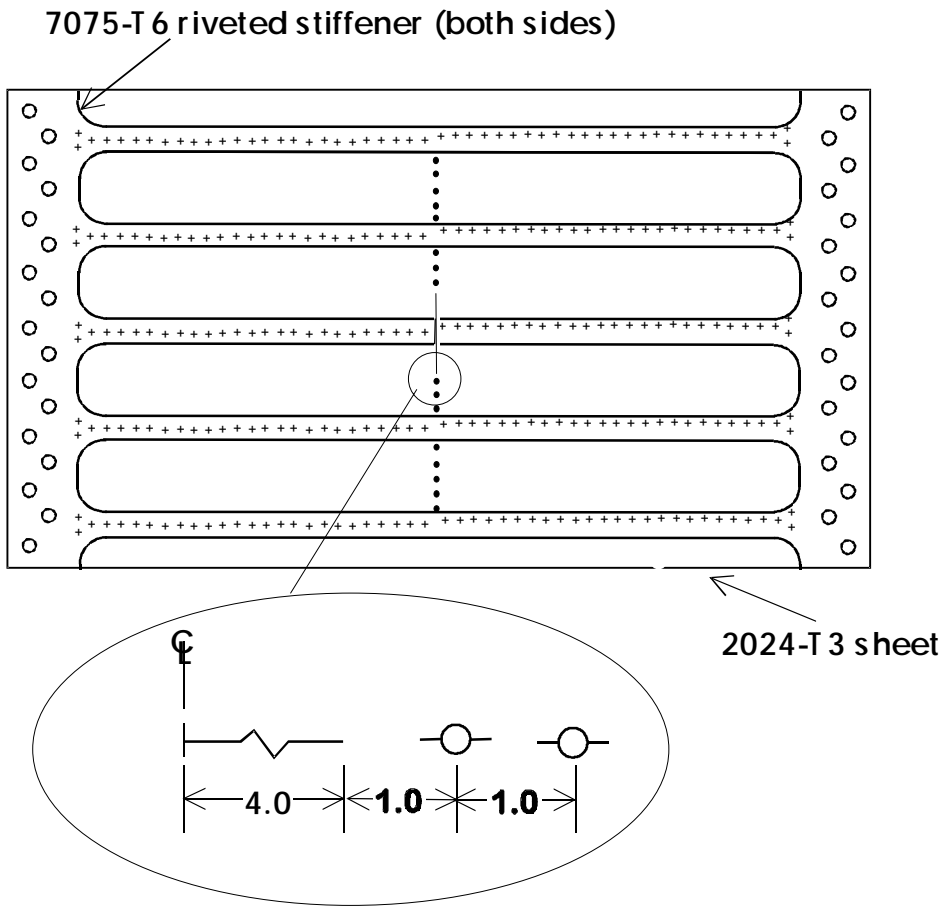 7075-T6 riveted stiffener (both sides)
2024-T3 sheet
℄
4.0 1.0 1.0